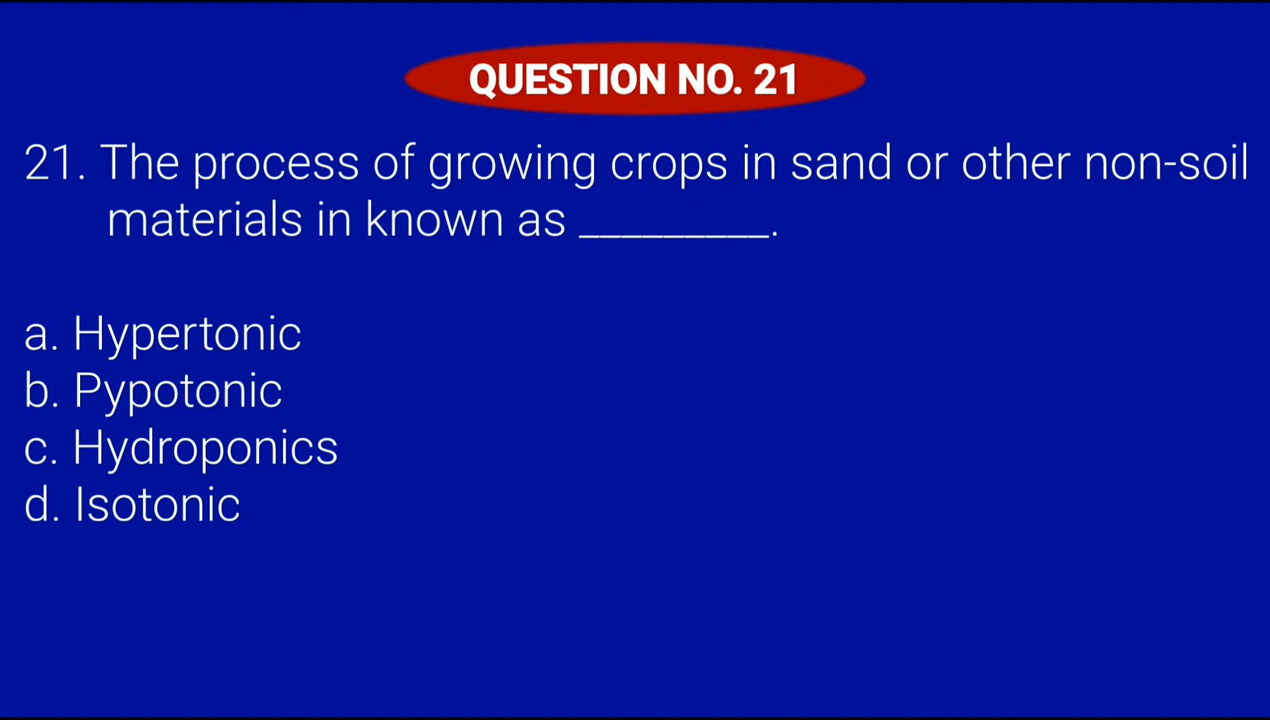 QUESTION NO. 21
21. The process of growing crops in sand or other non-soil
materials in known as _________.
a. Hypertonic
b. Pypotonic
c. Hydroponics
d. Isotonic